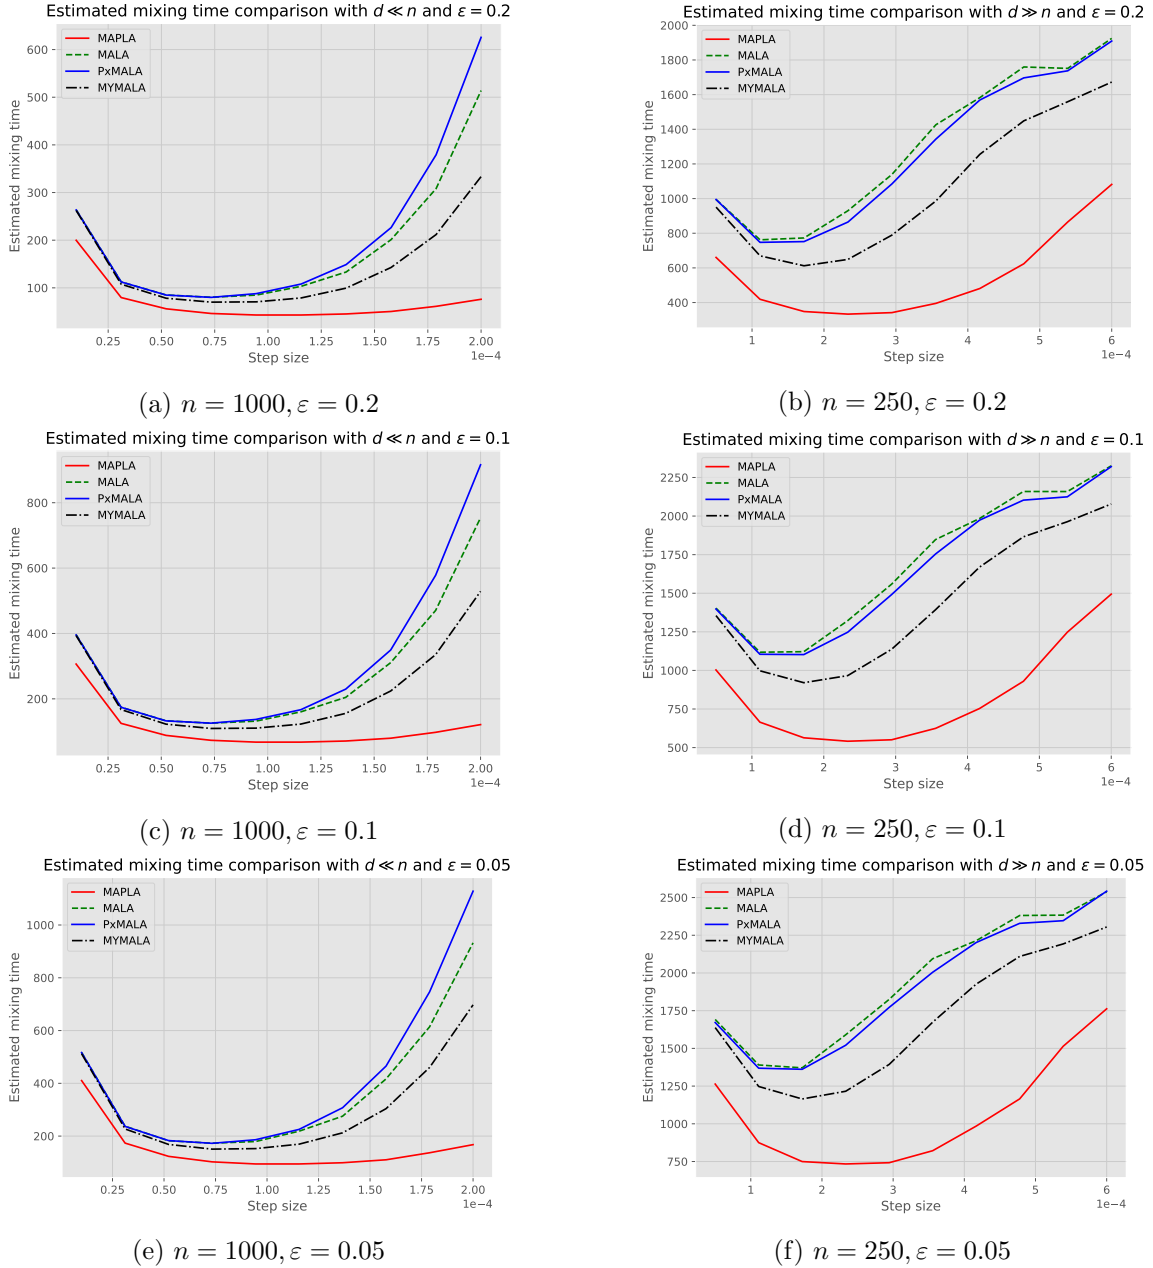 Estimated mixing time comparison with d ≪ n and ε = 0.2
MAPLA
MALA
PxMALA
MYMALA
Estimated mixing time
600
500
400
300
200
100
0.25 0.50 0.75 1.00 1.25 1.50 1.75 2.00
1e−4
Step size
(a) n = 1000, ε = 0.2
Estimated mixing time comparison with d ≫ n and ε = 0.2
MAPLA
MALA
PxMALA
MYMALA
Estimated mixing time
2000
1800
1600
1400
1200
1000
800
600
400
1 2 3 4 5 6
1e−4
Step size
(b) n = 250, ε = 0.2
Estimated mixing time comparison with d ≪ n and ε = 0.1
MAPLA
MALA
PxMALA
MYMALA
Estimated mixing time
800
600
400
200
0.25 0.50 0.75 1.00 1.25 1.50 1.75 2.00
1e−4
Step size
(c) n = 1000, ε = 0.1
Estimated mixing time comparison with d ≫ n and ε = 0.1
MAPLA
MALA
PxMALA
MYMALA
Estimated mixing time
2250
2000
1750
1500
1250
1000
750
500
1 2 3 4 5 6
1e−4
Step size
(d) n = 250, ε = 0.1
Estimated mixing time comparison with d ≪ n and ε = 0.05
MAPLA
MALA
PxMALA
MYMALA
Estimated mixing time
1000
800
600
400
200
0.25 0.50 0.75 1.00 1.25 1.50 1.75 2.00
1e−4
Step size
(e) n = 1000, ε = 0.05
Estimated mixing time comparison with d ≫ n and ε = 0.05
MAPLA
MALA
PxMALA
MYMALA
Estimated mixing time
2500
2250
2000
1750
1500
1250
1000
750
1 2 3 4 5 6
1e−4
Step size
(f) n = 250, ε = 0.05